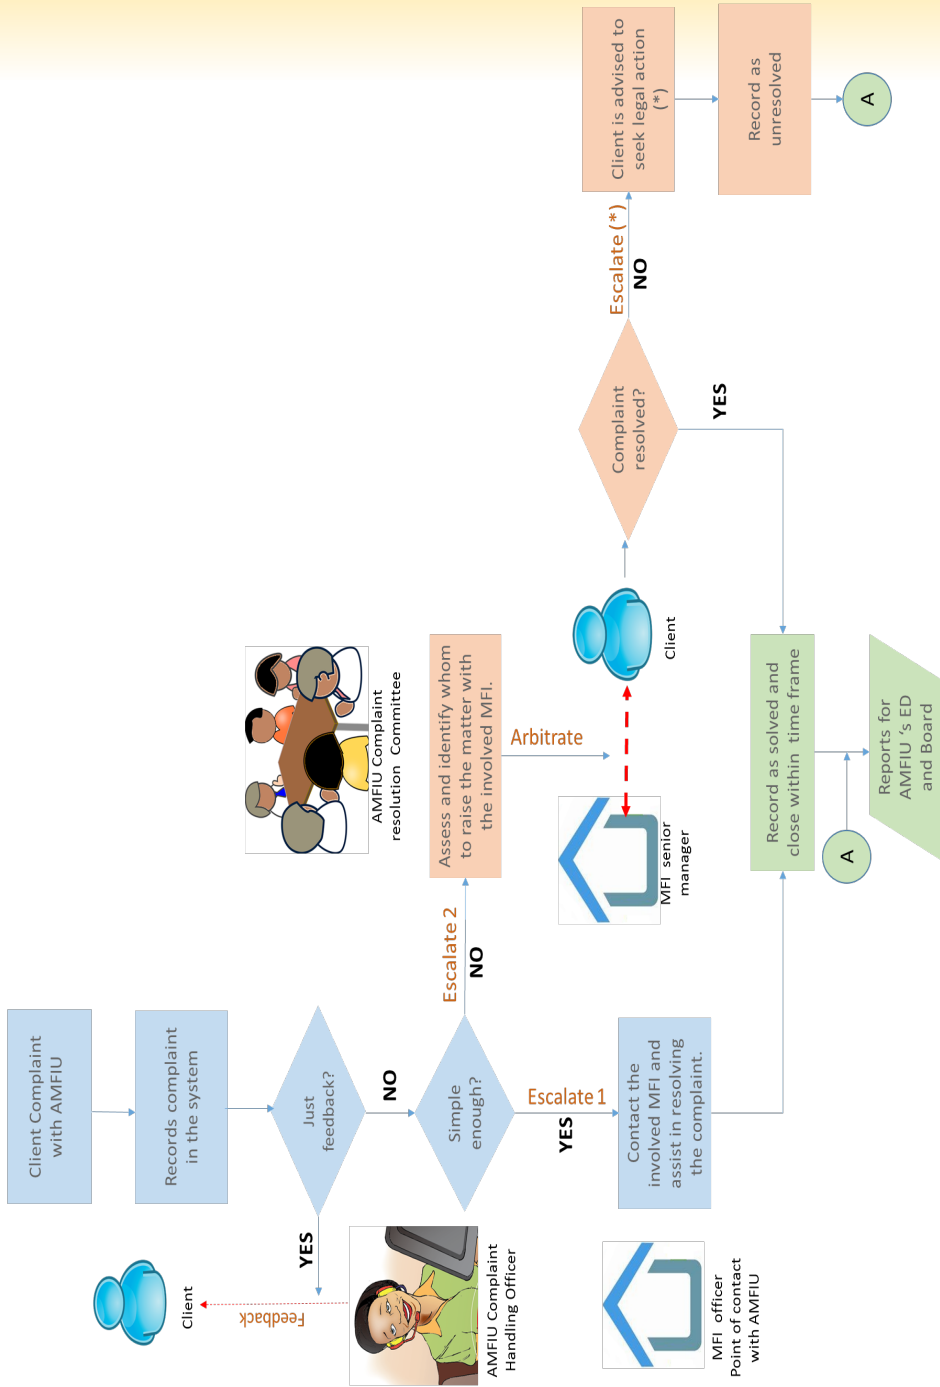 Client Complaint
with AMFIU
Records complaint
in the system
Just
feedback?
YES
Feedback
Client
AMFIU Complaint
Handling Officer
NO
Simple
enough?
YES
Escalate 1
Contact the
involved MFI and
assist in resolving
the complaint.
MFI officer
Point of contact
with AMFIU
Escalate 2
NO
AMFIU Complaint
resolution Committee
Assess and identify whom
to raise the matter with
the involved MFI.
Arbitrate
MFI senior
manager
Client
Complaint
resolved?
Escalate (*)
NO
YES
Client is advised to
seek legal action
(*)
Record as
unresolved
A
Record as solved and
close within time frame
A
Reports for
AMFIU ‘s ED
and Board